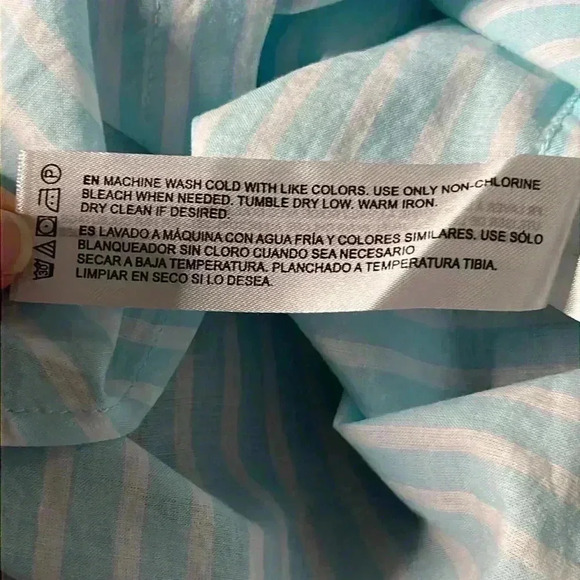 EN MACHINE WASH COLD WITH LIKE COLORS. USE ONLY NON-CHLORINE
BLEACH WHEN NEEDED. TUMBLE DRY LOW. WARM IRON.
DRY CLEAN IF DESIRED.
ES LAVADO A MÁQUINA CON AGUA FRÍA Y COLORES SIMILARES. USE SÓLO
BLANQUEADOR SIN CLORO CUANDO SEA NECESARIO
SECAR A BAJA TEMPERATURA. PLANCHADO A TEMPERATURA TIBIA.
LIMPIAR EN SECO SI LO DESEA.
P
30